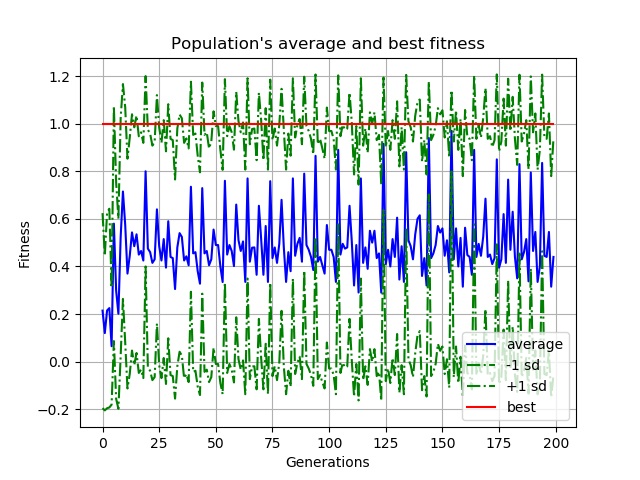 Population's average and best fitness
1.2
1.0
0.8
0.6
0.4
0.2
0.0
−0.2
Fitness
average
-1 sd
+1 sd
best
0 25 50 75 100 125 150 175 200
Generations